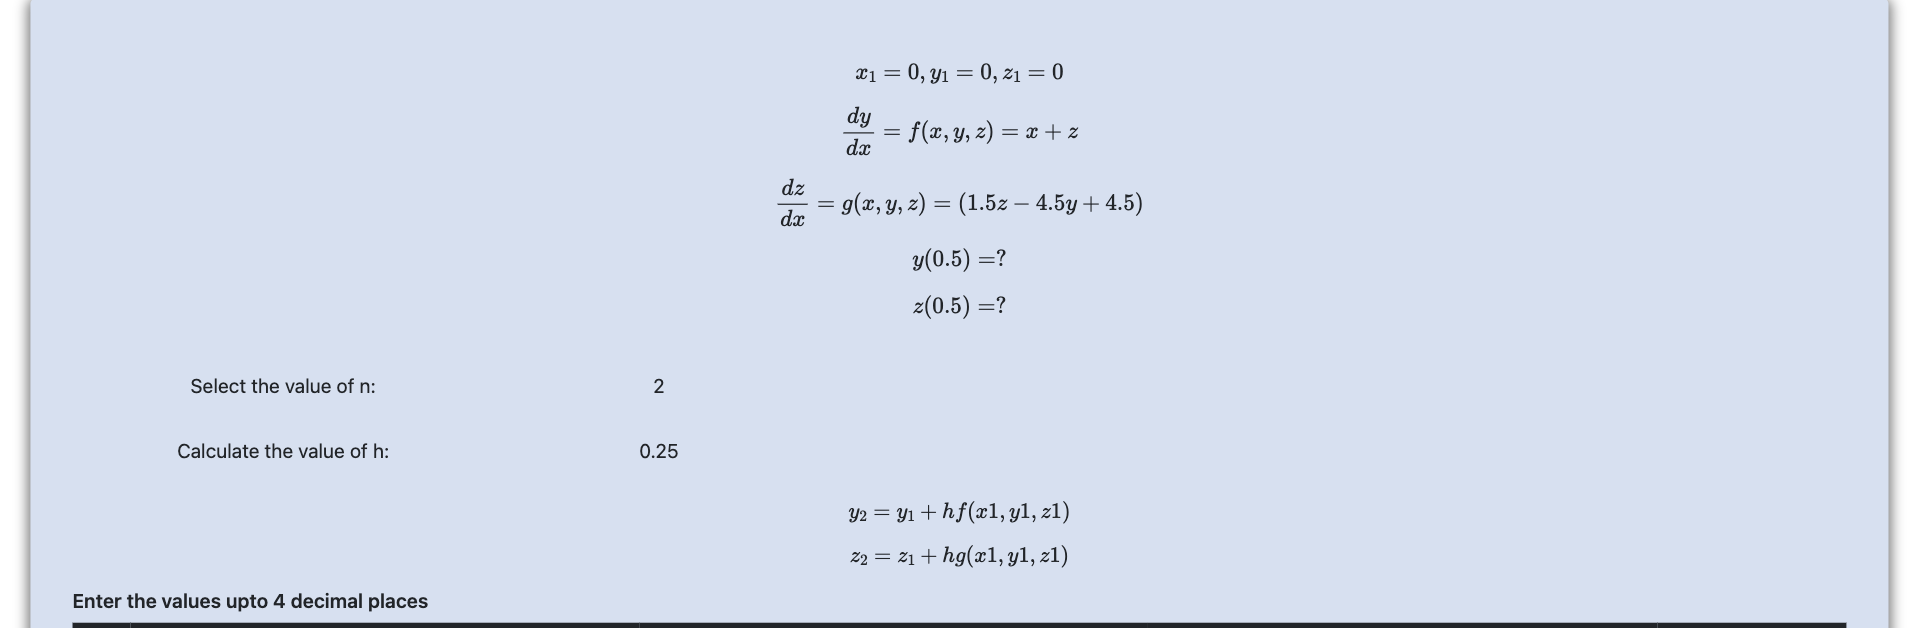 x₁ = 0, y₁ = 0, z₁ = 0
dy/dx = f(x, y, z) = x + z
dz/dx = g(x, y, z) = (1.5z − 4.5y + 4.5)
y(0.5) =?
z(0.5) =?
Select the value of n: 2
Calculate the value of h: 0.25
y₂ = y₁ + hf(x1, y1, z1)
z₂ = z₁ + hg(x1, y1, z1)
Enter the values upto 4 decimal places